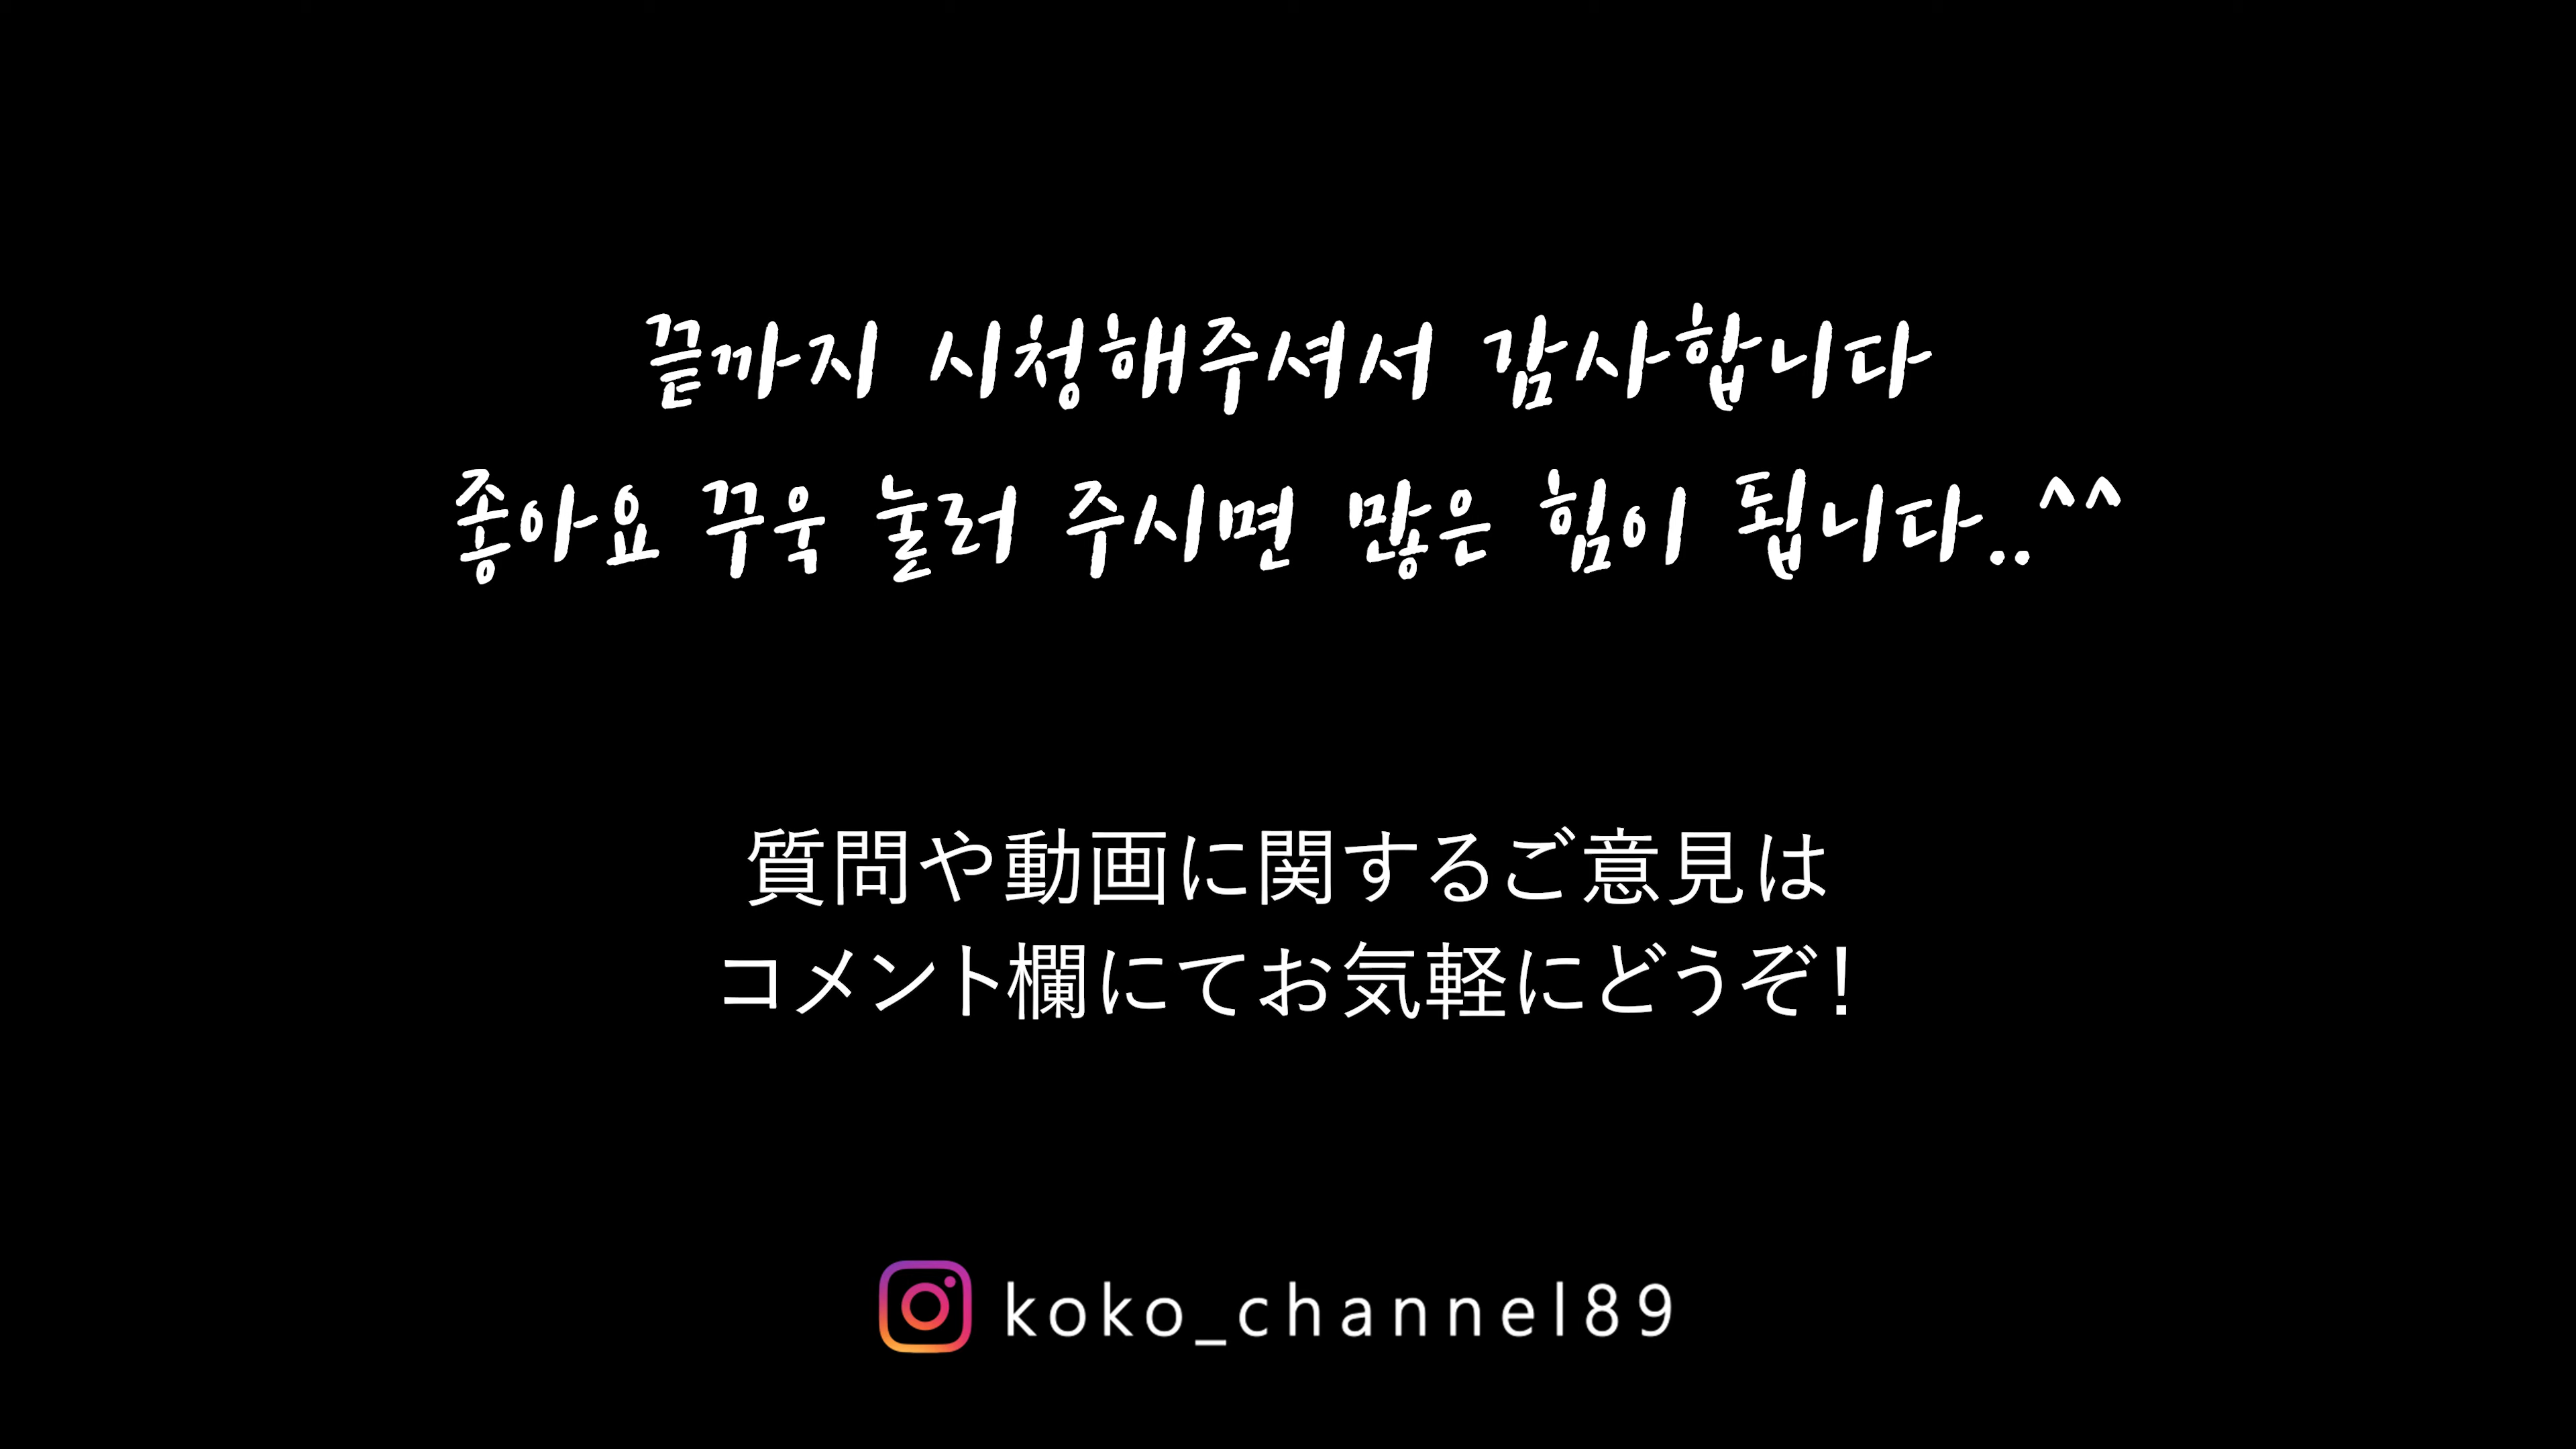 끝까지 시청해주셔서 감사합니다
좋아요 꾸욱 눌러 주시면 많은 힘이 됩니다..^^
質問や動画に関するご意見は
コメント欄にてお気軽にどうぞ!
koko_channel89